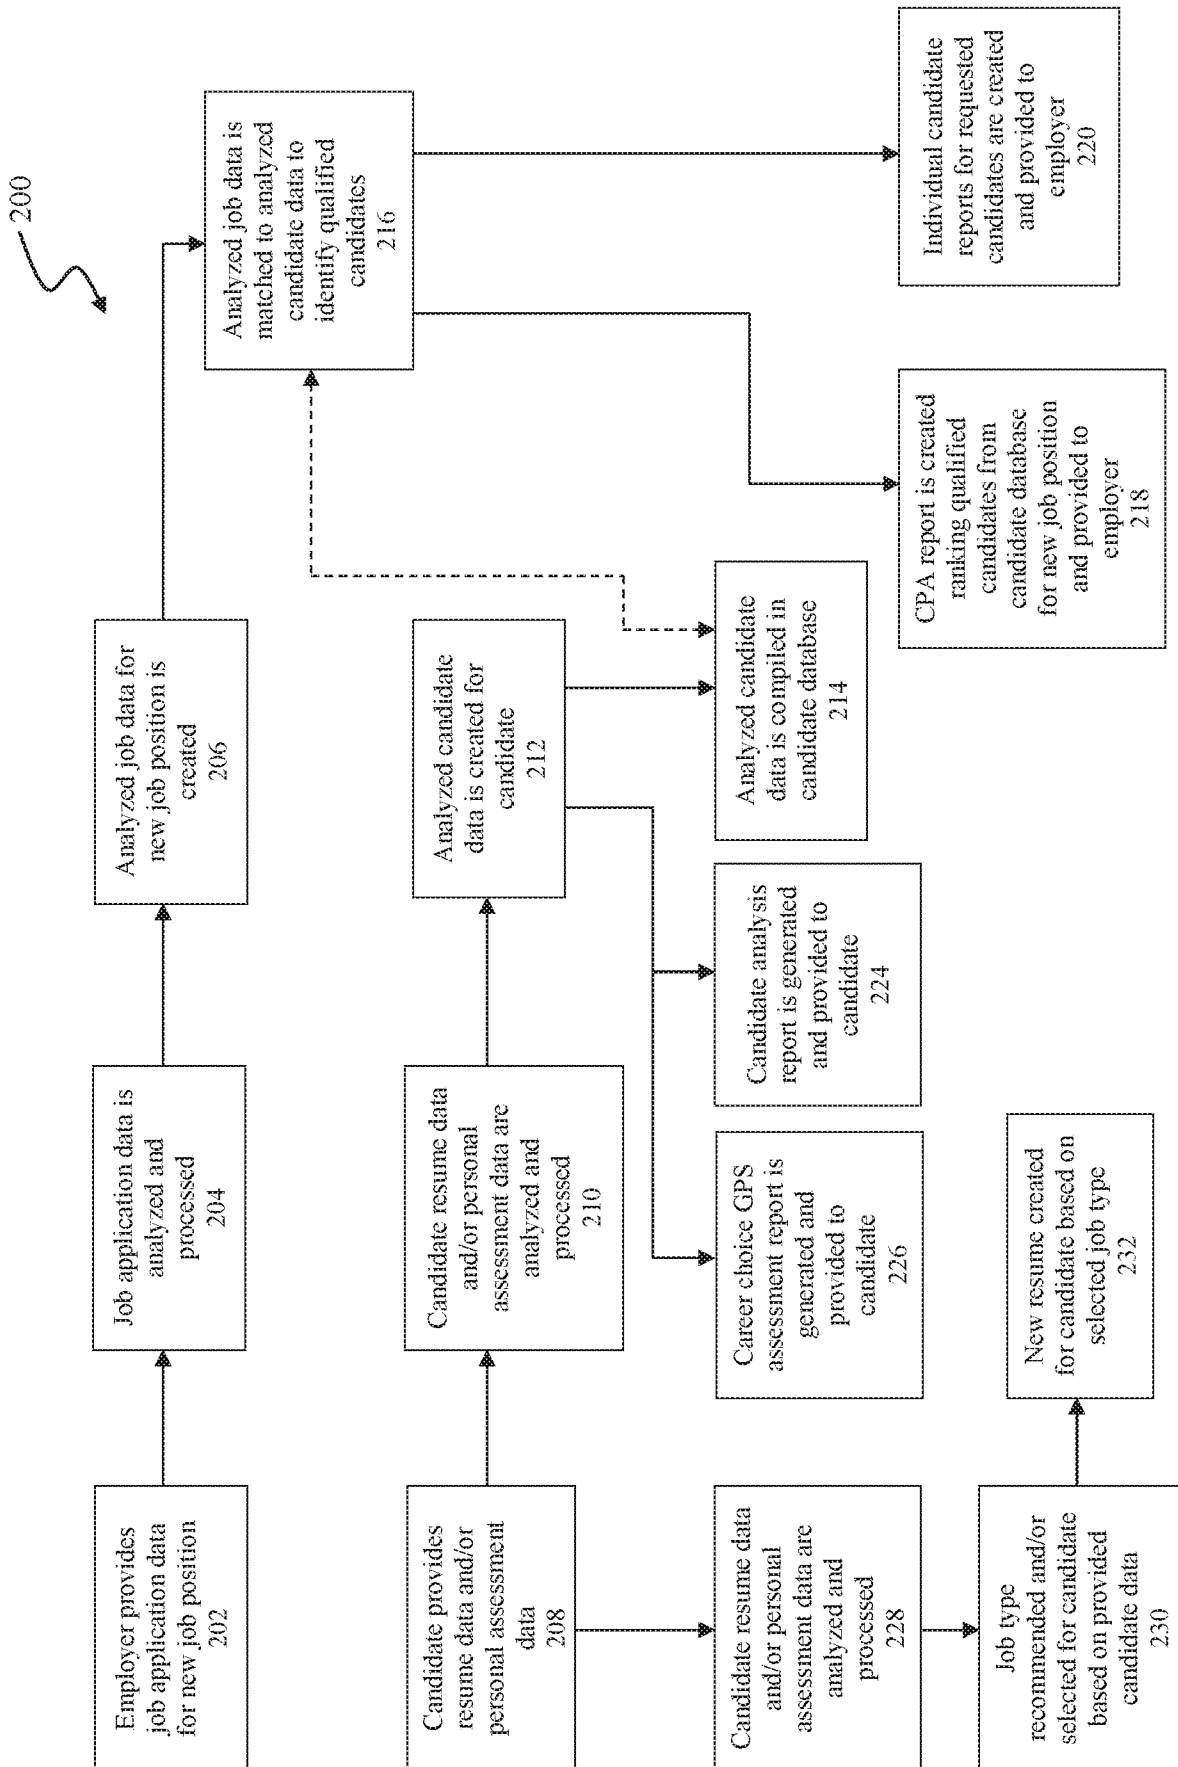 200
Employer provides
job application data
for new job position
202
Job application data is
analyzed and
processed
204
Analyzed job data for
new job position is
created
206
Analyzed job data is
matched to analyzed
candidate data to
identify qualified
candidates
216
Candidate provides
resume data and/or
personal assessment
data
208
Candidate resume data
and/or personal
assessment data are
analyzed and
processed
210
Analyzed candidate
data is created for
candidate
212
Candidate resume data
and/or personal
assessment data are
analyzed and
processed
228
Career choice GPS
assessment report is
generated and
provided to
candidate
226
Candidate analysis
report is generated
and provided to
candidate
224
Analyzed candidate
data is compiled in
candidate database
214
CPA report is created
ranking qualified
candidates from
candidate database
for new job position
and provided to
employer
218
Individual candidate
reports for requested
candidates are created
and provided to
employer
220
Job type
recommended and/or
selected for candidate
based on provided
candidate data
230
New resume created
for candidate based on
selected job type
232